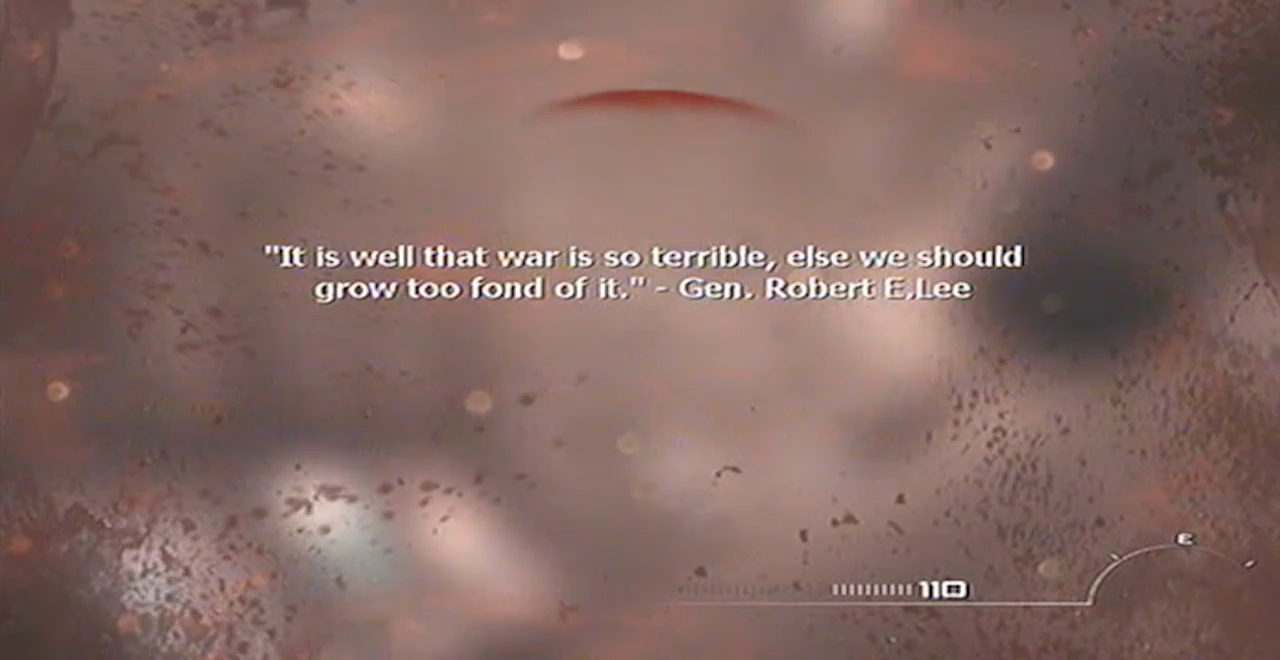 "It is well that war is so terrible, else we should
grow too fond of it." - Gen. Robert E.Lee
110